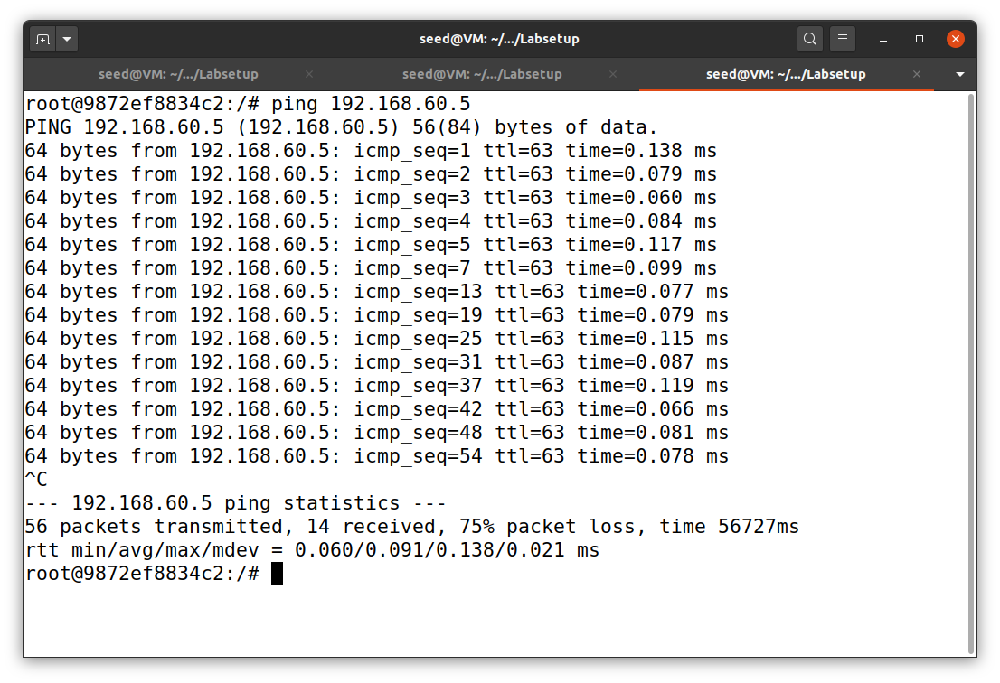 seed@VM: ~/.../Labsetup
seed@VM: ~/.../Labsetup
seed@VM: ~/.../Labsetup
seed@VM: ~/.../Labsetup
root@9872ef8834c2:/# ping 192.168.60.5
PING 192.168.60.5 (192.168.60.5) 56(84) bytes of data.
64 bytes from 192.168.60.5: icmp_seq=1 ttl=63 time=0.138 ms
64 bytes from 192.168.60.5: icmp_seq=2 ttl=63 time=0.079 ms
64 bytes from 192.168.60.5: icmp_seq=3 ttl=63 time=0.060 ms
64 bytes from 192.168.60.5: icmp_seq=4 ttl=63 time=0.084 ms
64 bytes from 192.168.60.5: icmp_seq=5 ttl=63 time=0.117 ms
64 bytes from 192.168.60.5: icmp_seq=7 ttl=63 time=0.099 ms
64 bytes from 192.168.60.5: icmp_seq=13 ttl=63 time=0.077 ms
64 bytes from 192.168.60.5: icmp_seq=19 ttl=63 time=0.079 ms
64 bytes from 192.168.60.5: icmp_seq=25 ttl=63 time=0.115 ms
64 bytes from 192.168.60.5: icmp_seq=31 ttl=63 time=0.087 ms
64 bytes from 192.168.60.5: icmp_seq=37 ttl=63 time=0.119 ms
64 bytes from 192.168.60.5: icmp_seq=42 ttl=63 time=0.066 ms
64 bytes from 192.168.60.5: icmp_seq=48 ttl=63 time=0.081 ms
64 bytes from 192.168.60.5: icmp_seq=54 ttl=63 time=0.078 ms
^C
--- 192.168.60.5 ping statistics ---
56 packets transmitted, 14 received, 75% packet loss, time 56727ms
rtt min/avg/max/mdev = 0.060/0.091/0.138/0.021 ms
root@9872ef8834c2:/#